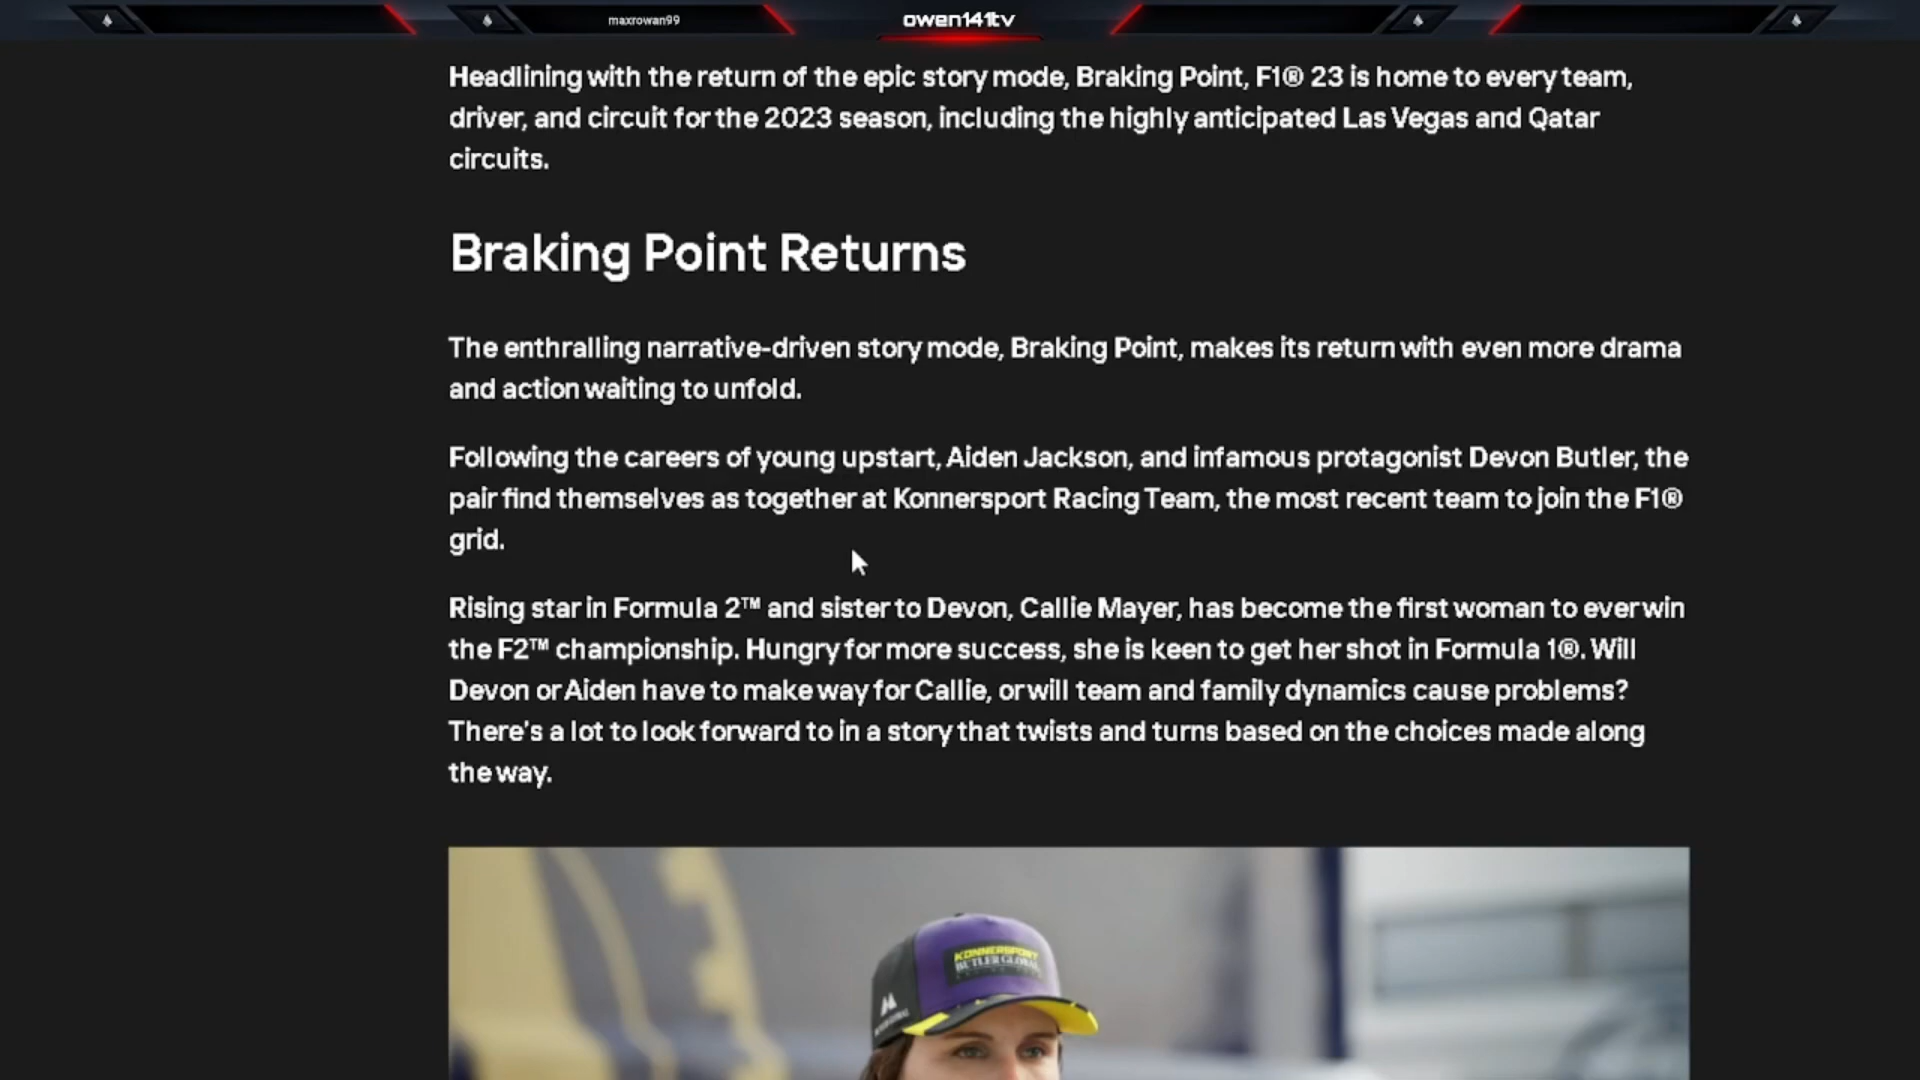 maxrowan99
owen141tv
Headlining with the return of the epic story mode, Braking Point, F1® 23 is home to every team,
driver, and circuit for the 2023 season, including the highly anticipated Las Vegas and Qatar
circuits.
Braking Point Returns
The enthralling narrative-driven story mode, Braking Point, makes its return with even more drama
and action waiting to unfold.
Following the careers of young upstart, Aiden Jackson, and infamous protagonist Devon Butler, the
pair find themselves as together at Konnersport Racing Team, the most recent team to join the F1®
grid.
Rising star in Formula 2™ and sister to Devon, Callie Mayer, has become the first woman to ever win
the F2™ championship. Hungry for more success, she is keen to get her shot in Formula 1®. Will
Devon or Aiden have to make way for Callie, or will team and family dynamics cause problems?
There's a lot to look forward to in a story that twists and turns based on the choices made along
the way.
KONNERSPORT
BUTLER GLOBAL